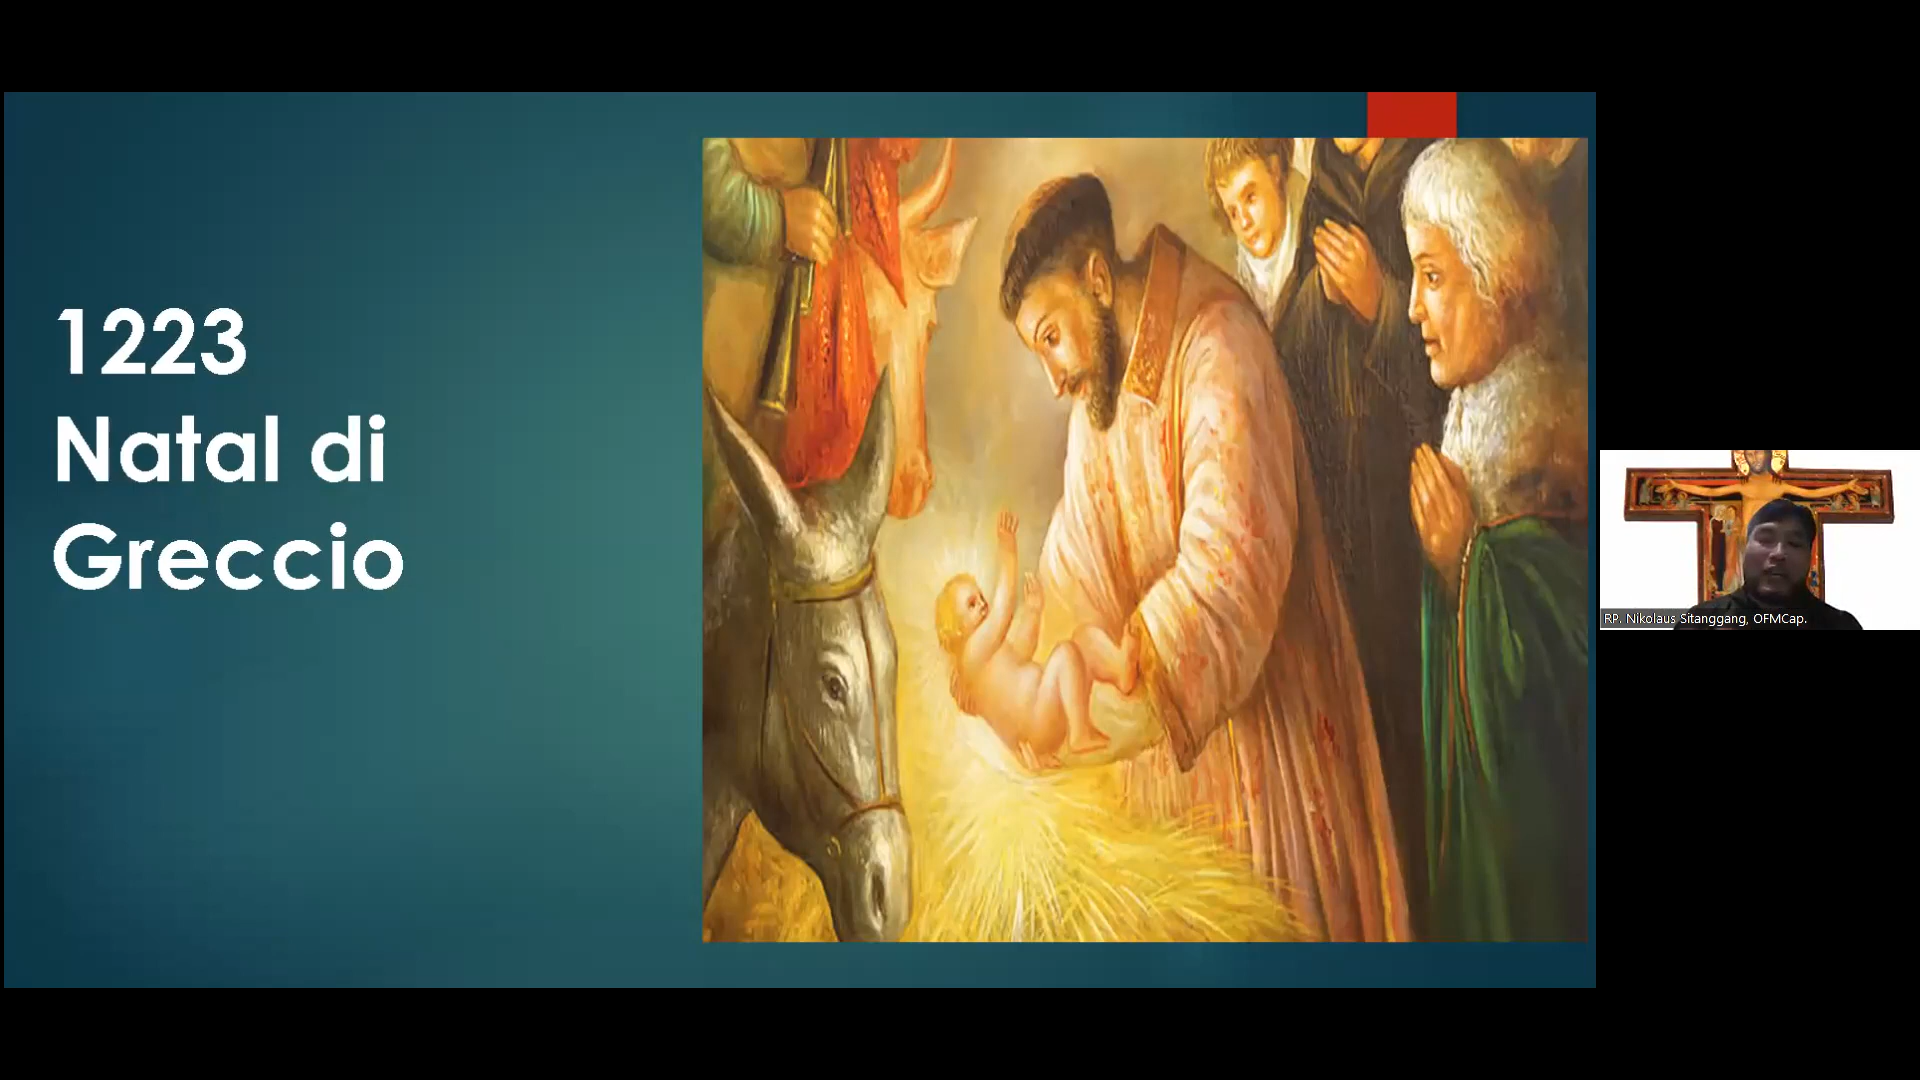 1223
Natal di
Greccio
RP. Nikolaus Sitanggang, OFMCap.